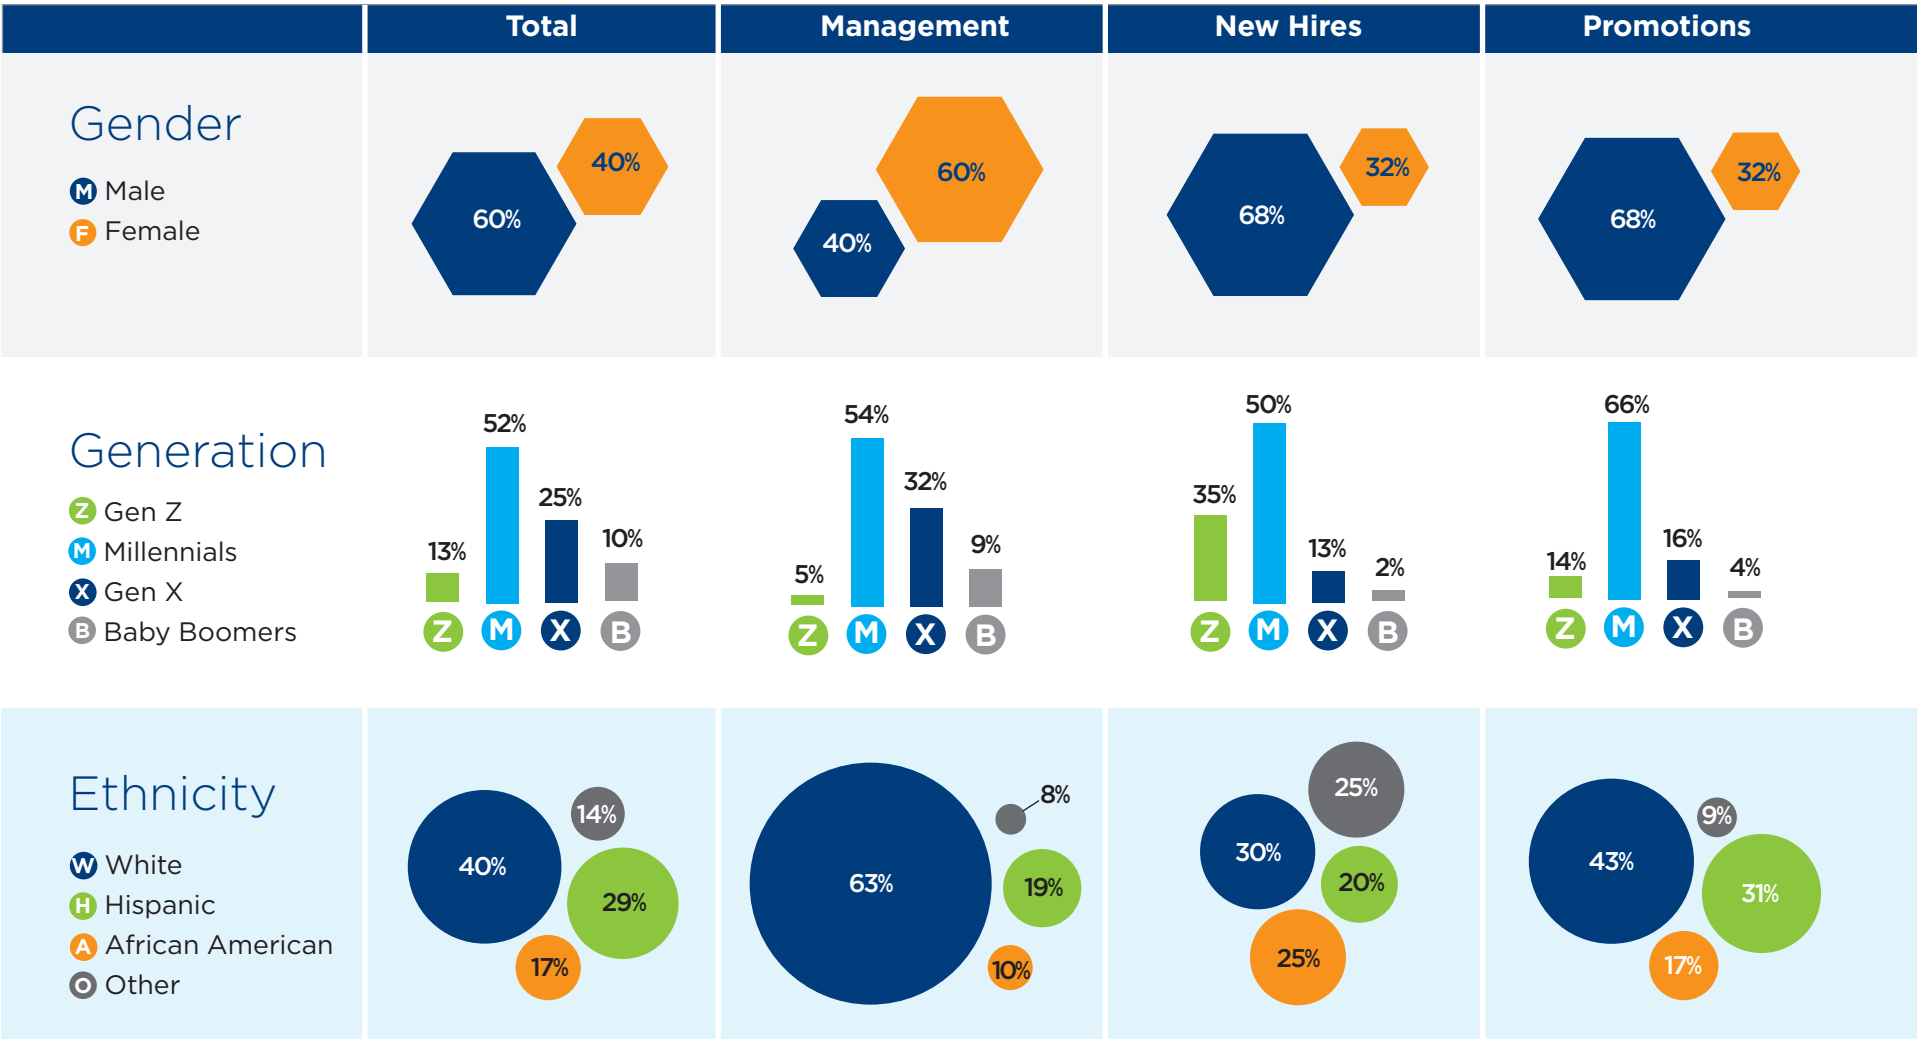 Total Management New Hires Promotions
Gender
M Male
F Female
60% 40%
40% 60%
68% 32%
68% 32%
Generation
Z Gen Z
M Millennials
X Gen X
B Baby Boomers
13% 52% 25% 10%
Z M X B
5% 54% 32% 9%
Z M X B
35% 50% 13% 2%
Z M X B
14% 66% 16% 4%
Z M X B
Ethnicity
W White
H Hispanic
A African American
O Other
40% 14% 29% 17%
63% 8% 19% 10%
30% 25% 20% 25%
43% 9% 31% 17%